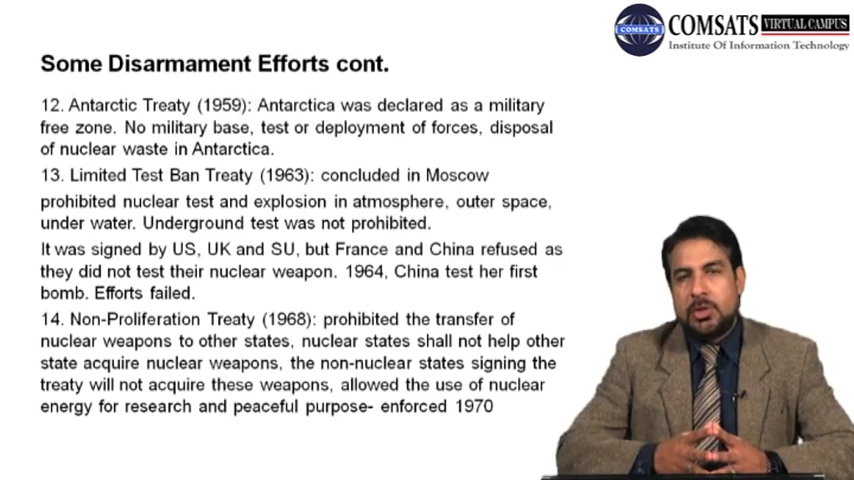 COMSATS VIRTUAL CAMPUS
Institute Of Information Technology
COMSATS
Some Disarmament Efforts cont.
12. Antarctic Treaty (1959): Antarctica was declared as a military
free zone. No military base, test or deployment of forces, disposal
of nuclear waste in Antarctica.
13. Limited Test Ban Treaty (1963): concluded in Moscow
prohibited nuclear test and explosion in atmosphere, outer space,
under water. Underground test was not prohibited.
It was signed by US, UK and SU, but France and China refused as
they did not test their nuclear weapon. 1964, China test her first
bomb. Efforts failed.
14. Non-Proliferation Treaty (1968): prohibited the transfer of
nuclear weapons to other states, nuclear states shall not help other
state acquire nuclear weapons, the non-nuclear states signing the
treaty will not acquire these weapons, allowed the use of nuclear
energy for research and peaceful purpose- enforced 1970